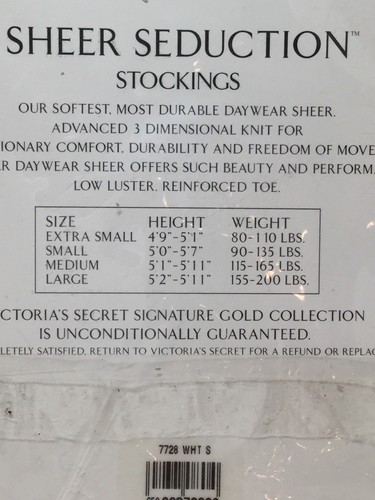 SHEER SEDUCTION™
STOCKINGS
OUR SOFTEST, MOST DURABLE DAYWEAR SHEER.
ADVANCED 3 DIMENSIONAL KNIT FOR
IONARY COMFORT, DURABILITY AND FREEDOM OF MOVE
R DAYWEAR SHEER OFFERS SUCH BEAUTY AND PERFORM
LOW LUSTER. REINFORCED TOE.
SIZE HEIGHT WEIGHT
EXTRA SMALL 4'9"-5'1" 80-110 LBS.
SMALL 5'0"-5'7" 90-135 LBS.
MEDIUM 5'1"-5'11" 115-165 LBS.
LARGE 5'2"-5'11" 155-200 LBS.
CTORIA'S SECRET SIGNATURE GOLD COLLECTION
IS UNCONDITIONALLY GUARANTEED.
LETELY SATISFIED, RETURN TO VICTORIA'S SECRET FOR A REFUND OR REPLAC
7728 WHT S